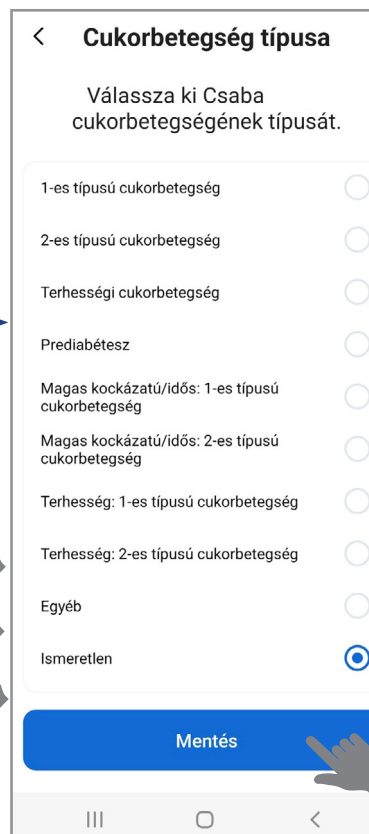 Cukorbetegség típusa
Válassza ki Csaba
cukorbetegségének típusát.
1-es típusú cukorbetegség
2-es típusú cukorbetegség
Terhességi cukorbetegség
Prediabétesz
Magas kockázatú/idős: 1-es típusú
cukorbetegség
Magas kockázatú/idős: 2-es típusú
cukorbetegség
Terhesség: 1-es típusú cukorbetegség
Terhesség: 2-es típusú cukorbetegség
Egyéb
Ismeretlen
Mentés